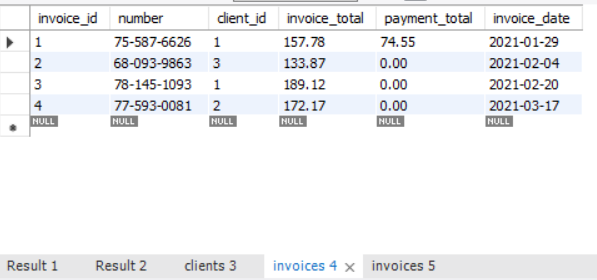 invoice_id number client_id invoice_total payment_total invoice_date
1 75-587-6626 1 157.78 74.55 2021-01-29
2 68-093-9863 3 133.87 0.00 2021-02-04
3 78-145-1093 1 189.12 0.00 2021-02-20
4 77-593-0081 2 172.17 0.00 2021-03-17
NULL NULL NULL NULL NULL NULL
Result 1 Result 2 clients 3 invoices 4 invoices 5